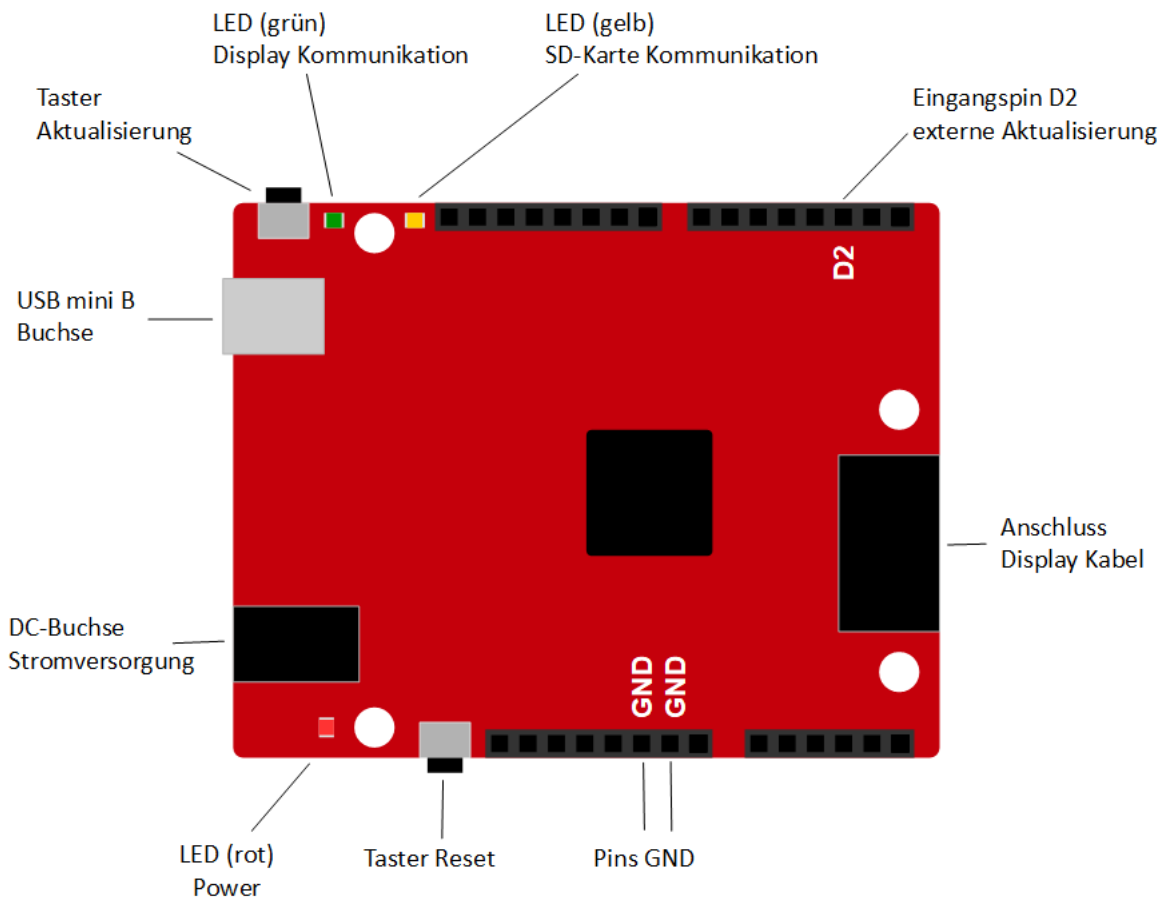 LED (grün)
Display Kommunikation
LED (gelb)
SD-Karte Kommunikation
Taster
Aktualisierung
Eingangspin D2
externe Aktualisierung
D2
USB mini B
Buchse
Anschluss
Display Kabel
DC-Buchse
Stromversorgung
GND
GND
LED (rot)
Power
Taster Reset
Pins GND